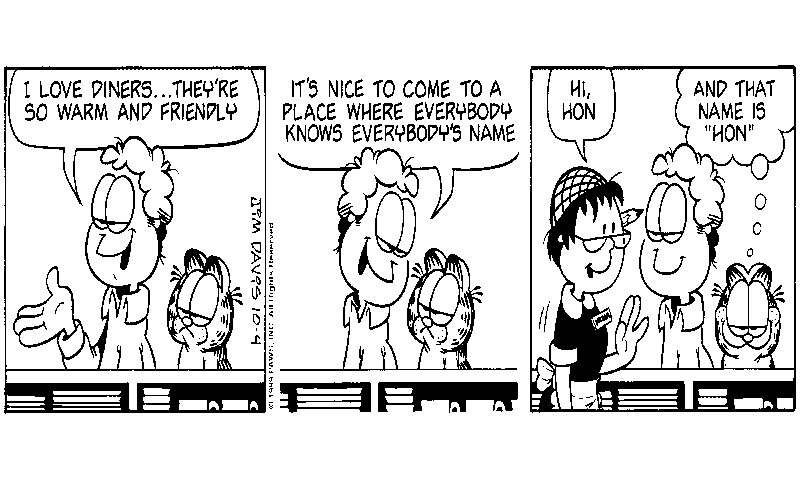 I LOVE DINERS...THEY'RE
SO WARM AND FRIENDLY
JIM DAVIS 10-4
IT'S NICE TO COME TO A
PLACE WHERE EVERYBODY
KNOWS EVERYBODY'S NAME
HI,
HON
AND THAT
NAME IS
"HON"